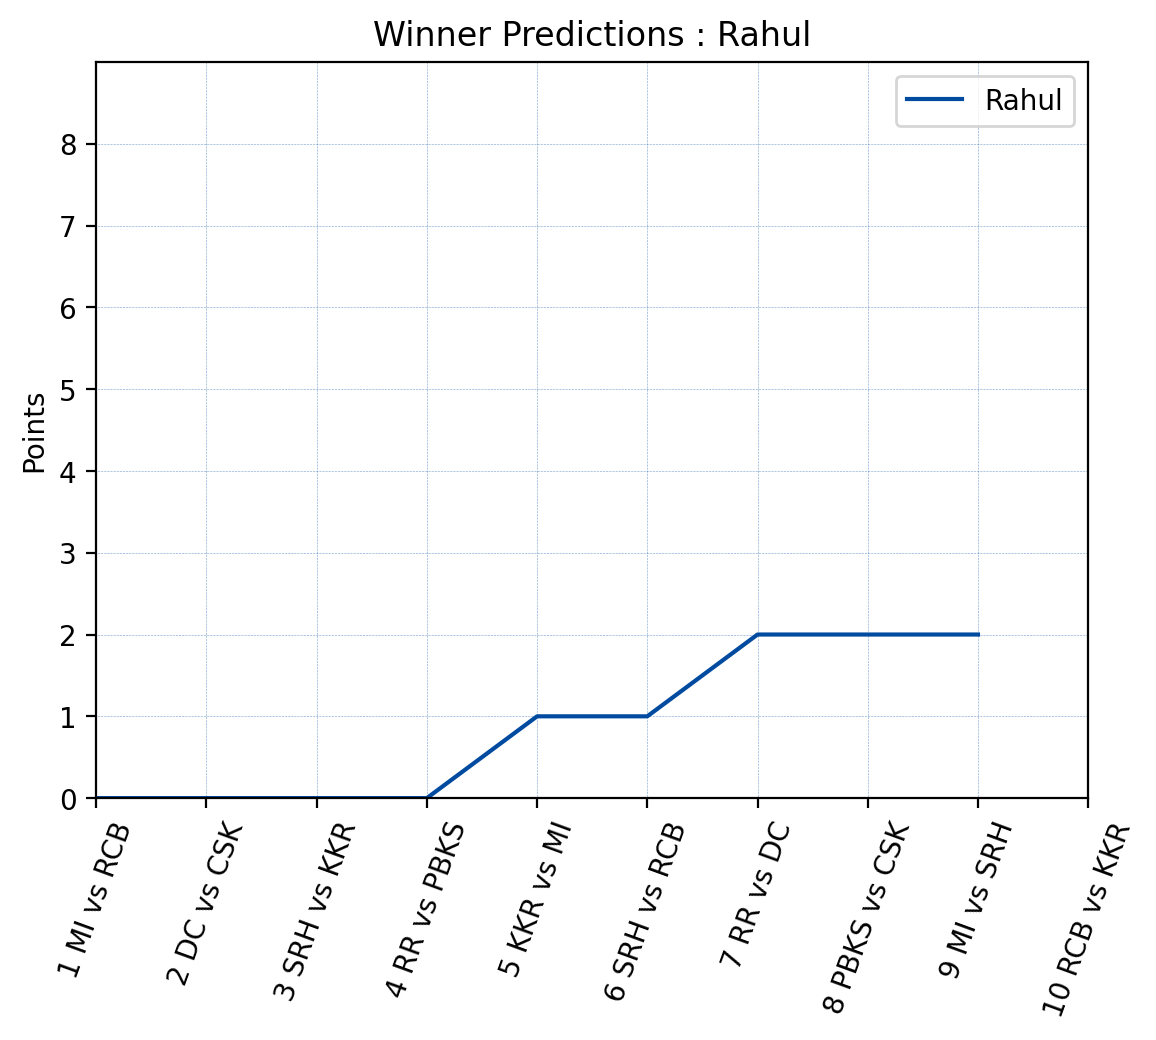 Winner Predictions : Rahul
Rahul
8
7
6
5
4
3
2
1
0
Points
1 MI vs RCB
2 DC vs CSK
3 SRH vs KKR
4 RR vs PBKS
5 KKR vs MI
6 SRH vs RCB
7 RR vs DC
8 PBKS vs CSK
9 MI vs SRH
10 RCB vs KKR